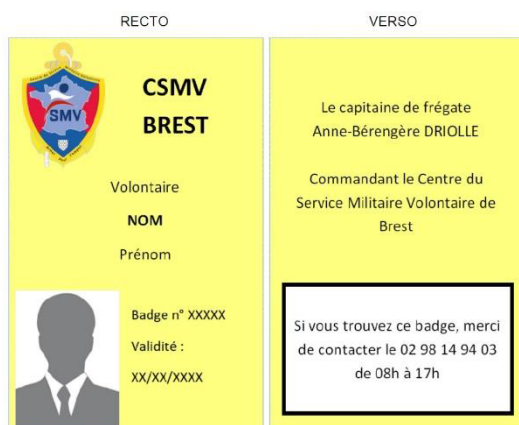 RECTO
VERSO
CSMV
BREST
SMV
Volontaire
NOM
Prénom
Badge n° XXXXX
Validité :
XX/XX/XXXX
Le capitaine de frégate
Anne-Bérengère DRIOLLE
Commandant le Centre du
Service Militaire Volontaire de
Brest
Si vous trouvez ce badge, merci
de contacter le 02 98 14 94 03
de 08h à 17h